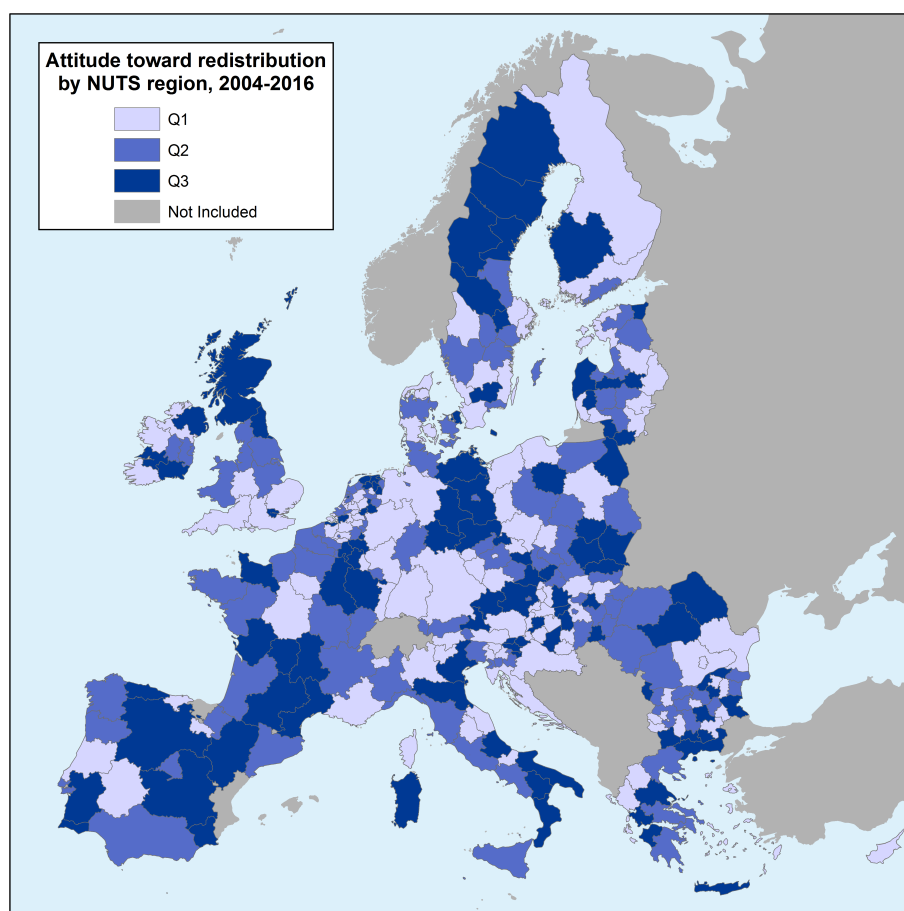 Attitude toward redistribution
by NUTS region, 2004-2016
Q1
Q2
Q3
Not Included